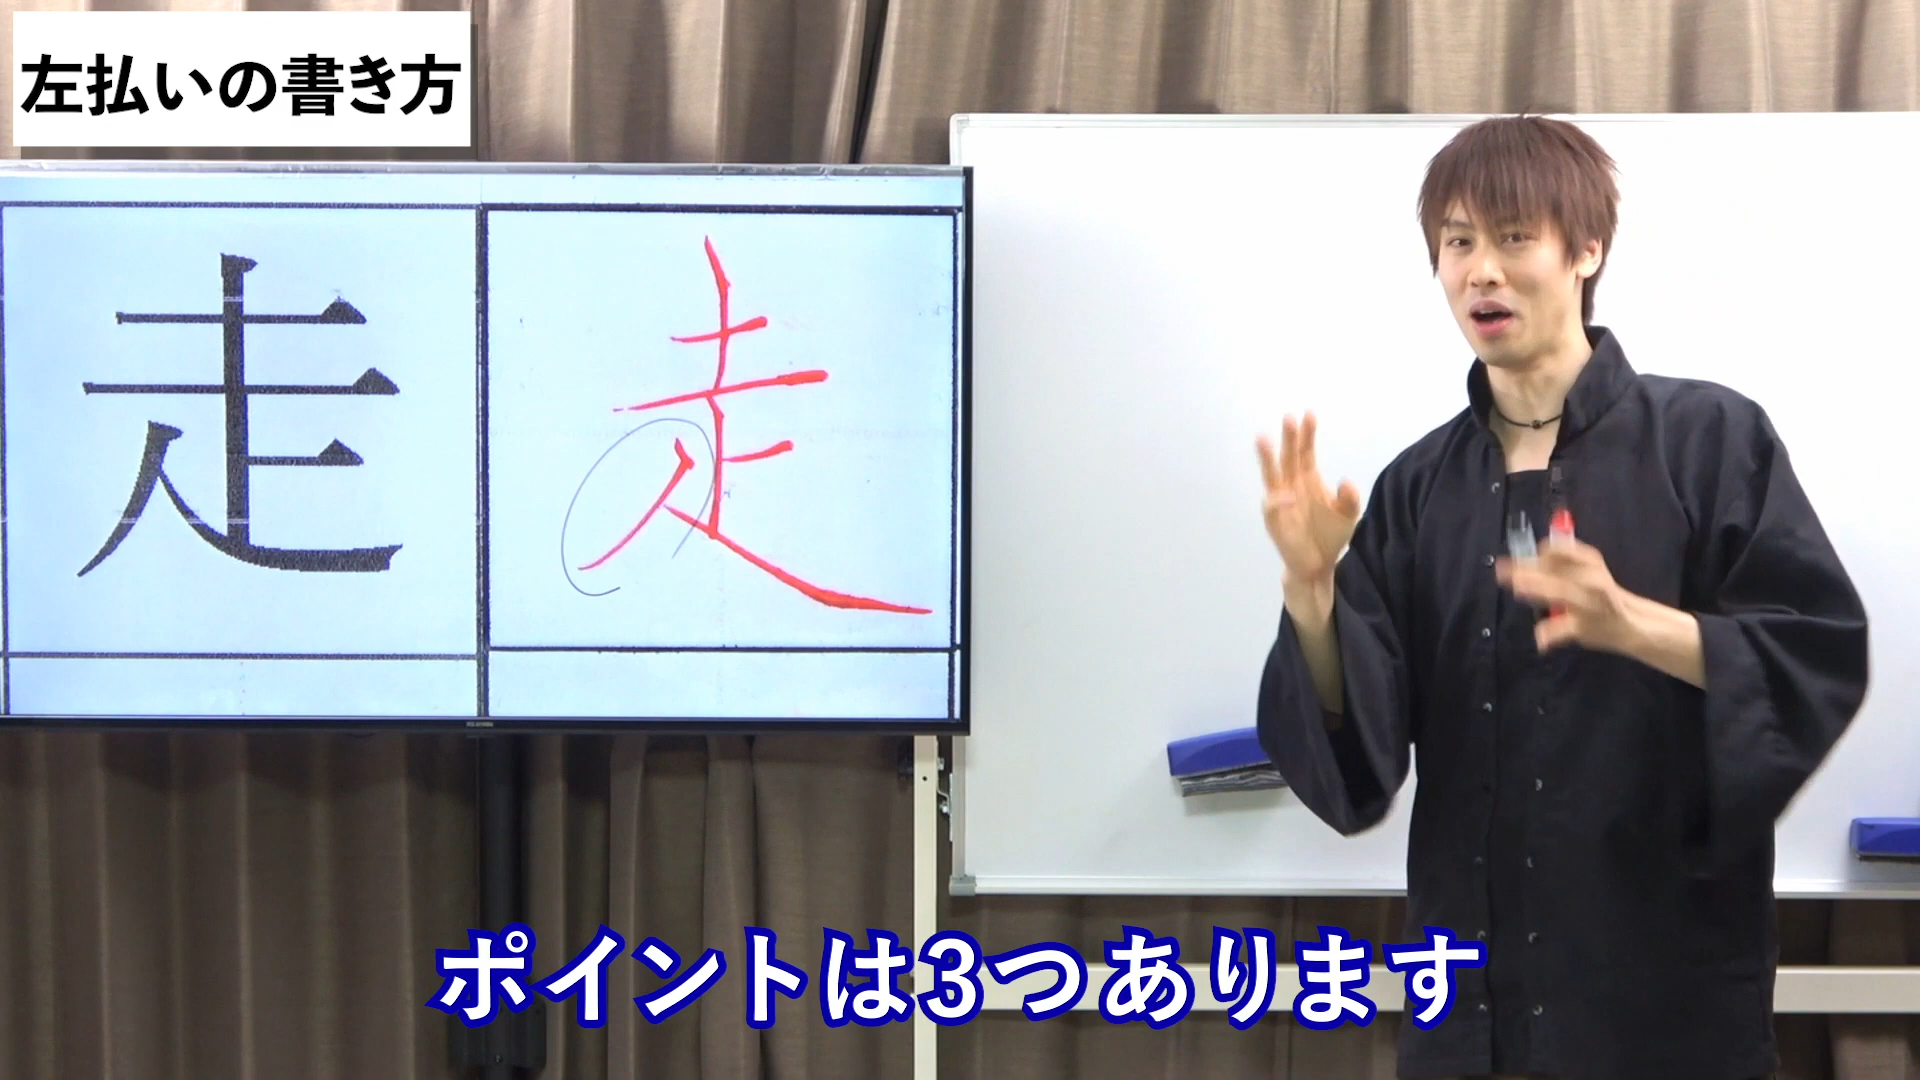 左払いの書き方
走
走
ポイントは3つあります